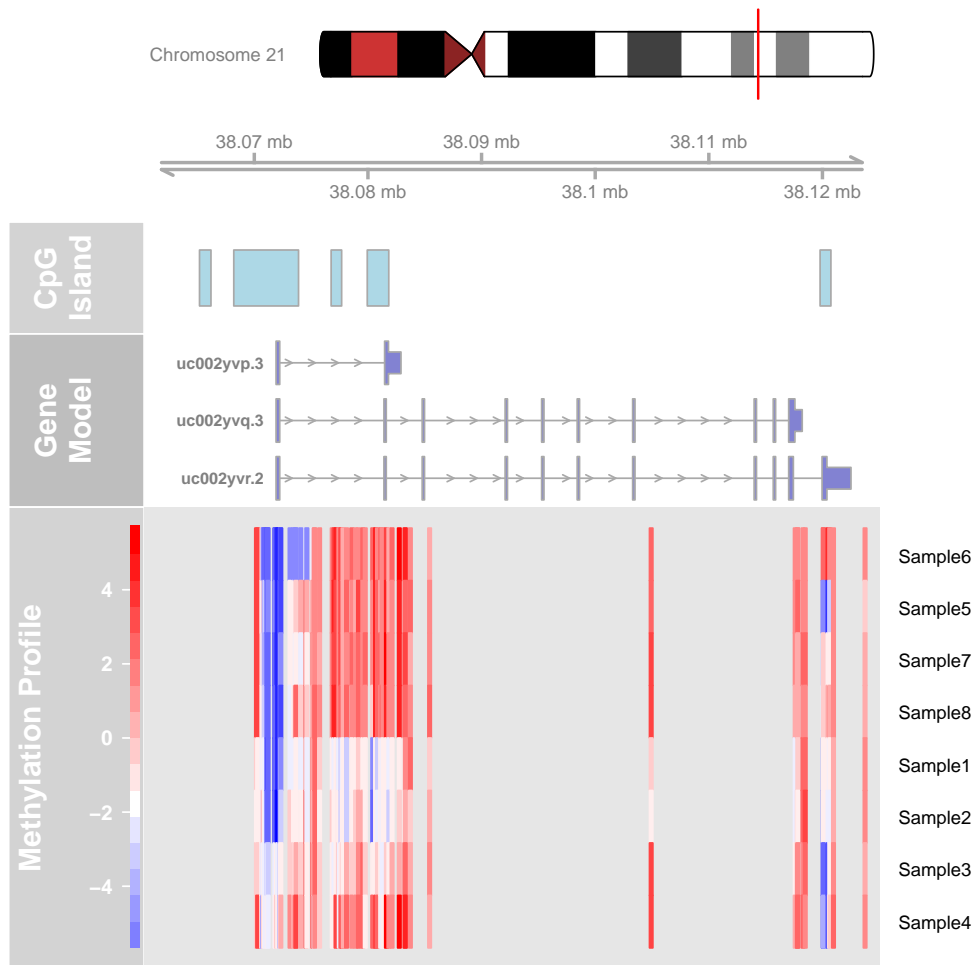 Chromosome 21
38.07 mb
38.09 mb
38.11 mb
38.08 mb
38.1 mb
38.12 mb
CpG
Island
Gene
Model
uc002yvp.3
uc002yvq.3
uc002yvr.2
Methylation Profile
4
2
0
−2
−4
Sample6
Sample5
Sample7
Sample8
Sample1
Sample2
Sample3
Sample4